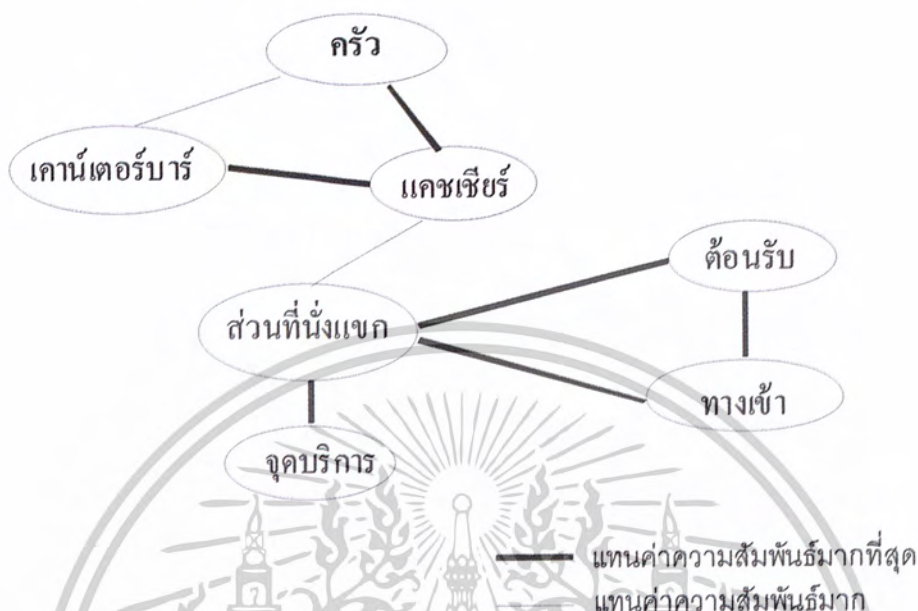 ครัว
เคาน์เตอร์บาร์
แคชเชียร์
ต้อนรับ
ส่วนที่นั่งแขก
ทางเข้า
จุดบริการ
แทนค่าความสัมพันธ์มากที่สุด
แทนค่าความสัมพันธ์มาก